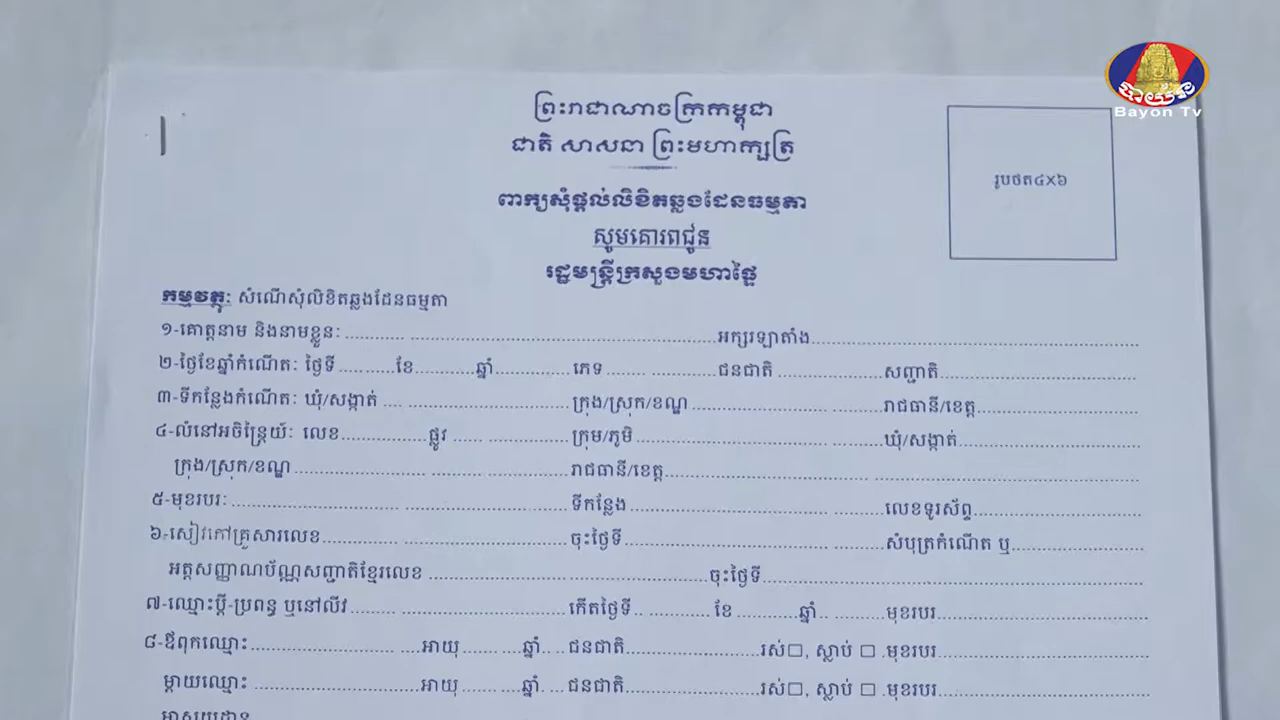 បាយ័ន
Bayon Tv
ព្រះរាជាណាចក្រកម្ពុជា
ជាតិ សាសនា ព្រះមហាក្សត្រ
រូបថត៤X៦
ពាក្យសុំផ្តល់លិខិតឆ្លងដែនធម្មតា
សូមគោរពជូន
រដ្ឋមន្ត្រីក្រសួងមហាផ្ទៃ
កម្មវត្ថុៈ សំណើសុំលិខិតឆ្លងដែនធម្មតា
១-គោត្តនាម និងនាមខ្លួនៈ ........... ...................................................... អក្សរឡាតាំង......................................................
២-ថ្ងៃខែឆ្នាំកំណើតៈ ថ្ងៃទី..........ខែ...........ឆ្នាំ............. ភេទ ....... ............ ជនជាតិ ................... សញ្ជាតិ..............................
៣-ទីកន្លែងកំណើតៈ ឃុំ/សង្កាត់ .... ..................... ក្រុង/ស្រុក/ខណ្ឌ........................ ......... រាជធានី/ខេត្ត..........................
៤-លំនៅអចិន្ត្រៃយ៍ៈ លេខ...............ផ្លូវ ...... .............. ក្រុម/ភូមិ ................................... ......... ឃុំ/សង្កាត់..............................
ក្រុង/ស្រុក/ខណ្ឌ....................... ................. រាជធានី/ខេត្ត................................... ..............................................
៥-មុខរបរៈ ............................... ........................... ទីកន្លែង ................................... ......... លេខទូរស័ព្ទ...........................
៦-សៀវភៅគ្រួសារលេខ............. ........................... ចុះថ្ងៃទី................................... ......... សំបុត្រកំណើត ឬ......................
អត្តសញ្ញាណប័ណ្ណសញ្ជាតិខ្មែរលេខ ............................ ................... ចុះថ្ងៃទី..................................................................
៧-ឈ្មោះប្តី-ប្រពន្ធ ឬនៅលីវ......... ........................... កើតថ្ងៃទី.. ........... ខែ ............ឆ្នាំ............ មុខរបរ ..............................
៨-ឪពុកឈ្មោះ........................... ....អាយុ ....... ....ឆ្នាំ.. .. ជនជាតិ.......................រស់□, ស្លាប់ □ .មុខរបរ....................................
ម្តាយឈ្មោះ ........................... ....អាយុ ....... ....ឆ្នាំ. ... ជនជាតិ.......................រស់□, ស្លាប់ □ .មុខរបរ....................................